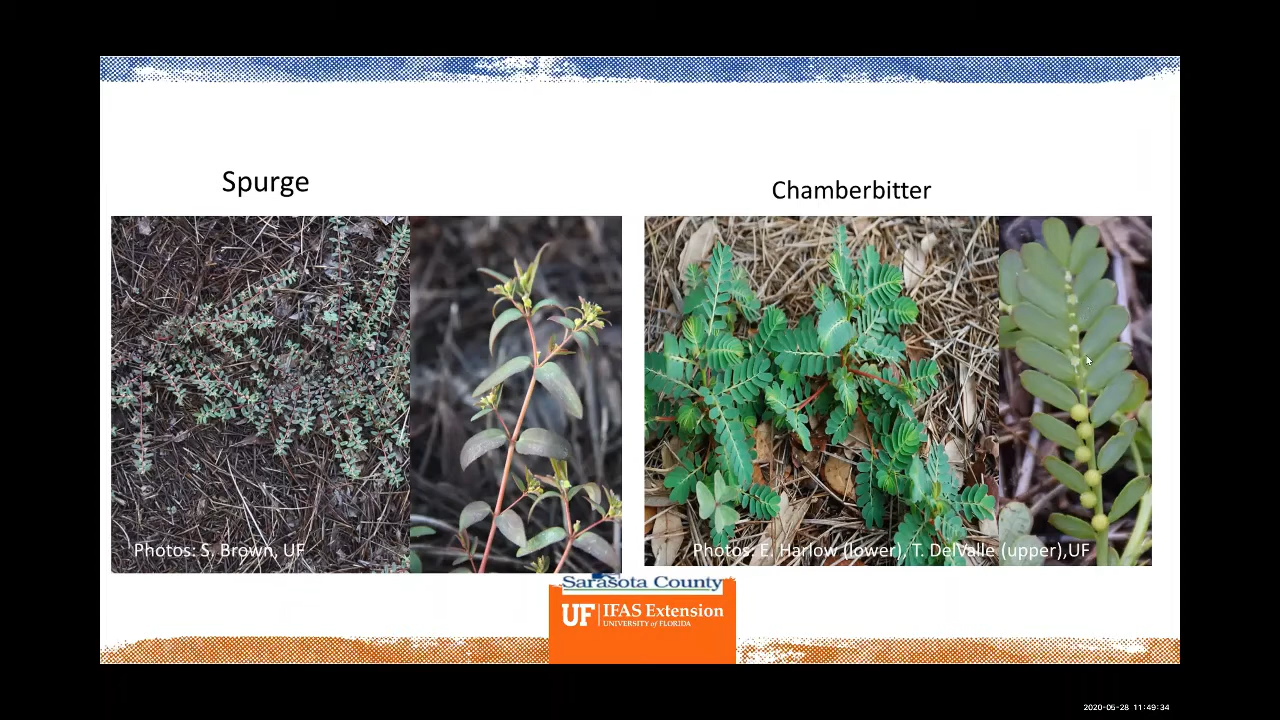 Spurge
Chamberbitter
Photos: S. Brown, UF
Photos: E. Harlow (lower), T. DelValle (upper),UF
Sarasota County
UF IFAS Extension
UNIVERSITY of FLORIDA
2020-05-28 11:49:34